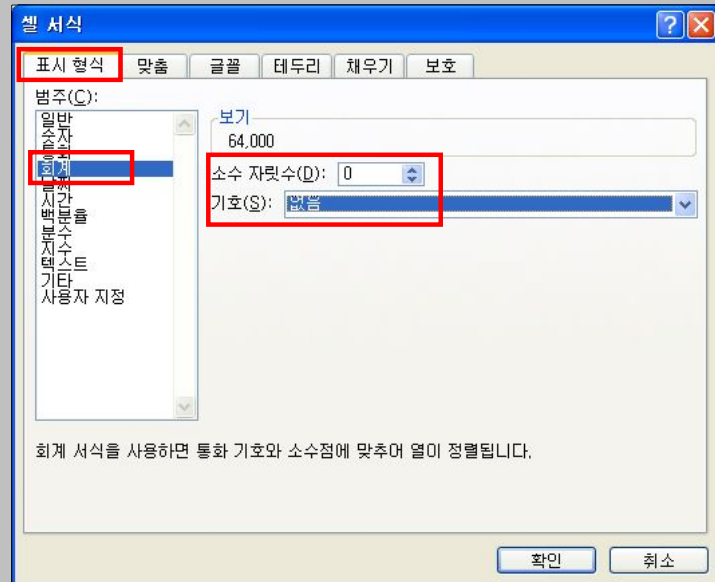 셀 서식
표시 형식 맞춤 글꼴 테두리 채우기 보호
범주(C):
일반
숫자
통화
회계
날짜
시간
백분율
분수
지수
텍스트
기타
사용자 지정
보기
64,000
소수 자릿수(D): 0
기호(S): 없음
회계 서식을 사용하면 통화 기호와 소수점에 맞추어 열이 정렬됩니다.
확인 취소